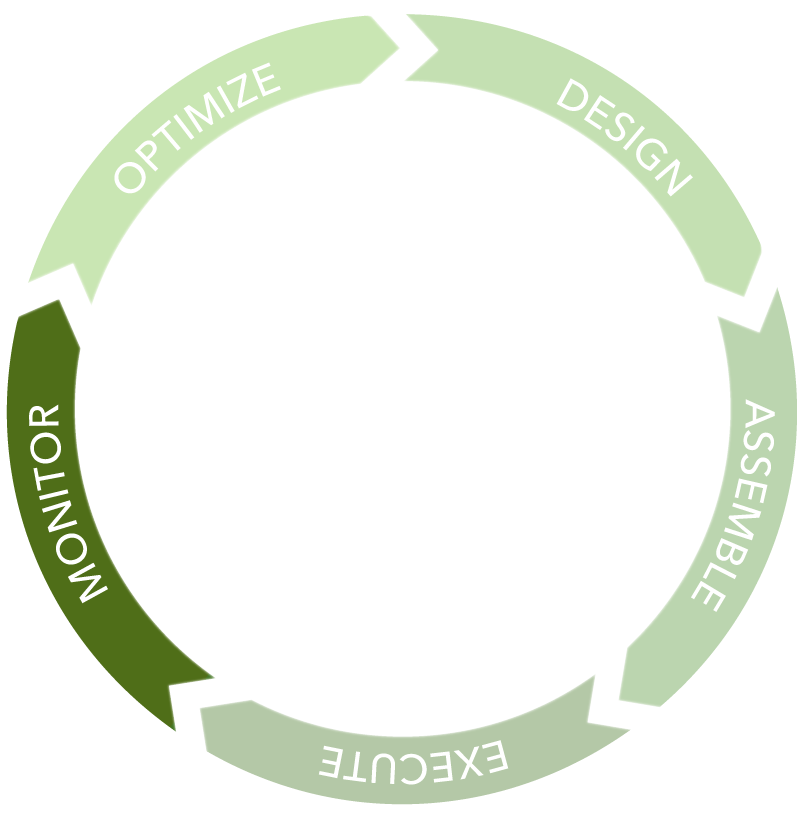 DESIGN
ASSEMBLE
EXECUTE
MONITOR
OPTIMIZE